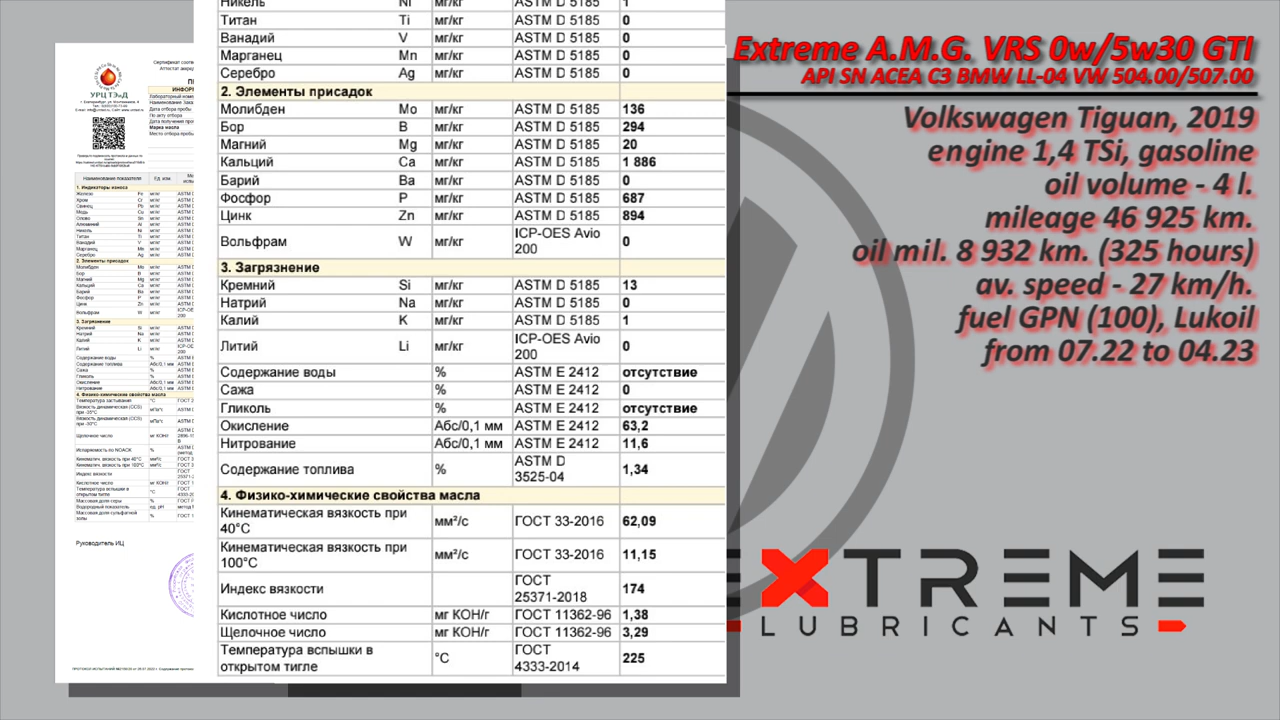 Никель Ni мг/кг ASTM D 5185 1
Титан Ti мг/кг ASTM D 5185 0
Ванадий V мг/кг ASTM D 5185 0
Марганец Mn мг/кг ASTM D 5185 0
Серебро Ag мг/кг ASTM D 5185 0
2. Элементы присадок
Молибден Mo мг/кг ASTM D 5185 136
Бор B мг/кг ASTM D 5185 294
Магний Mg мг/кг ASTM D 5185 20
Кальций Ca мг/кг ASTM D 5185 1 886
Барий Ba мг/кг ASTM D 5185 0
Фосфор P мг/кг ASTM D 5185 687
Цинк Zn мг/кг ASTM D 5185 894
Вольфрам W мг/кг ICP-OES Avio 200 0
3. Загрязнение
Кремний Si мг/кг ASTM D 5185 13
Натрий Na мг/кг ASTM D 5185 0
Калий K мг/кг ASTM D 5185 1
Литий Li мг/кг ICP-OES Avio 200 0
Содержание воды % ASTM E 2412 отсутствие
Сажа % ASTM E 2412 0
Гликоль % ASTM E 2412 отсутствие
Окисление Абс/0,1 мм ASTM E 2412 63,2
Нитрование Абс/0,1 мм ASTM E 2412 11,6
Содержание топлива % ASTM 3525-04 1,34
4. Физико-химические свойства масла
Кинематическая вязкость при 40°C мм²/с ГОСТ 33-2016 62,09
Кинематическая вязкость при 100°C мм²/с ГОСТ 33-2016 11,15
Индекс вязкости ГОСТ 25371-2018 174
Кислотное число мг KOH/г ГОСТ 11362-96 1,38
Щелочное число мг KOH/г ГОСТ 11362-96 3,29
Температура вспышки в открытом тигле °C ГОСТ 4333-2014 225
Extreme A.M.G. VRS 0w/5w30 GTI
API SN ACEA C3 BMW LL-04 VW 504.00/507.00
Volkswagen Tiguan, 2019
engine 1,4 TSi, gasoline
oil volume - 4 l.
mileage 46 925 km.
oil mil. 8 932 km. (325 hours)
av. speed - 27 km/h.
fuel GPN (100), Lukoil
from 07.22 to 04.23
EXTREME
LUBRICANTS
УРЦ ТЭиД
Руководитель ИЦ